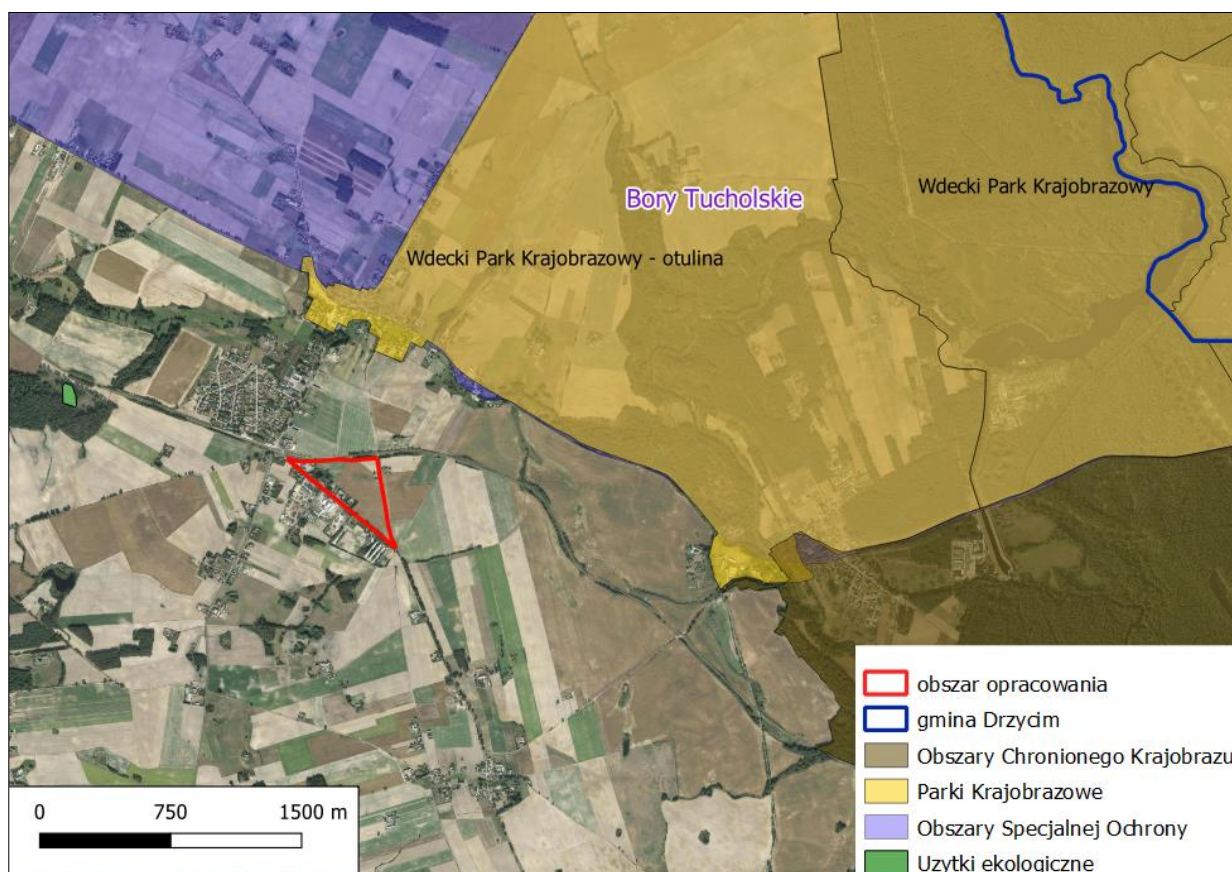 Bory Tucholskie
Wdecki Park Krajobrazowy
Wdecki Park Krajobrazowy - otulina
obszar opracowania
gmina Drzycim
Obszary Chronionego Krajobrazu
Parki Krajobrazowe
Obszary Specjalnej Ochrony
Uzytki ekologiczne
0 750 1500 m